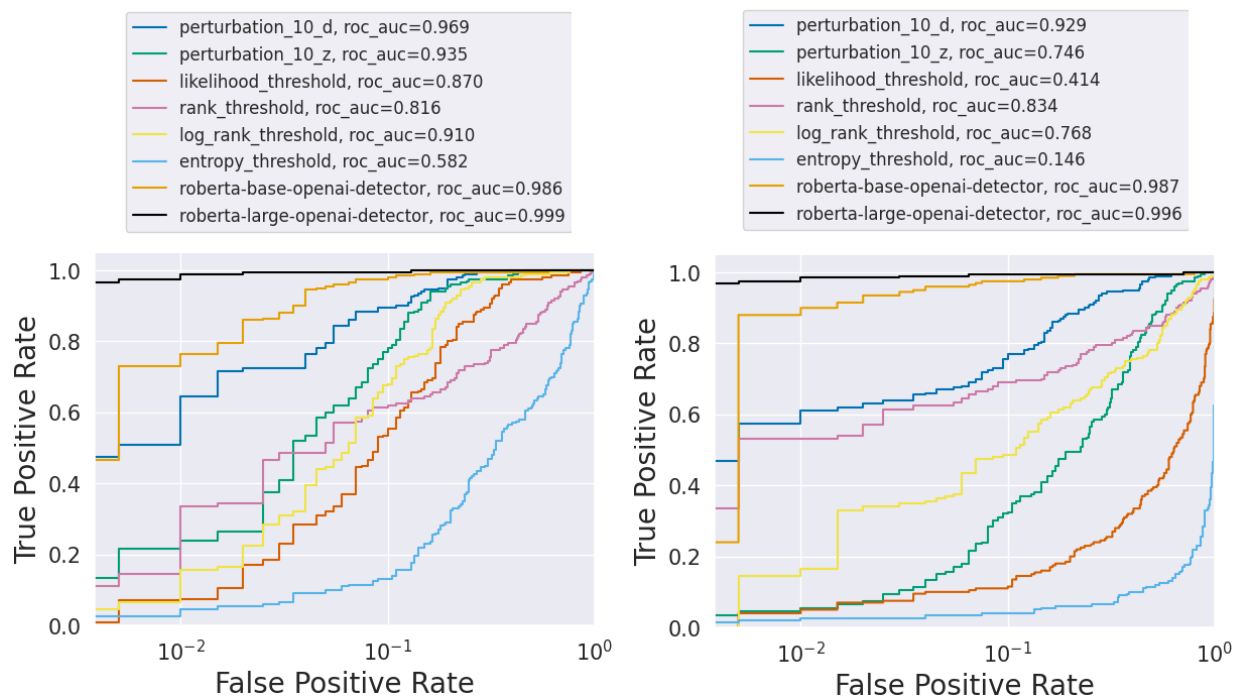 perturbation_10_d, roc_auc=0.969
perturbation_10_z, roc_auc=0.935
likelihood_threshold, roc_auc=0.870
rank_threshold, roc_auc=0.816
log_rank_threshold, roc_auc=0.910
entropy_threshold, roc_auc=0.582
roberta-base-openai-detector, roc_auc=0.986
roberta-large-openai-detector, roc_auc=0.999
1.0
0.8
0.6
0.4
0.2
0.0
True Positive Rate
10⁻²
10⁻¹
10⁰
False Positive Rate
perturbation_10_d, roc_auc=0.929
perturbation_10_z, roc_auc=0.746
likelihood_threshold, roc_auc=0.414
rank_threshold, roc_auc=0.834
log_rank_threshold, roc_auc=0.768
entropy_threshold, roc_auc=0.146
roberta-base-openai-detector, roc_auc=0.987
roberta-large-openai-detector, roc_auc=0.996
1.0
0.8
0.6
0.4
0.2
0.0
True Positive Rate
10⁻²
10⁻¹
10⁰
False Positive Rate